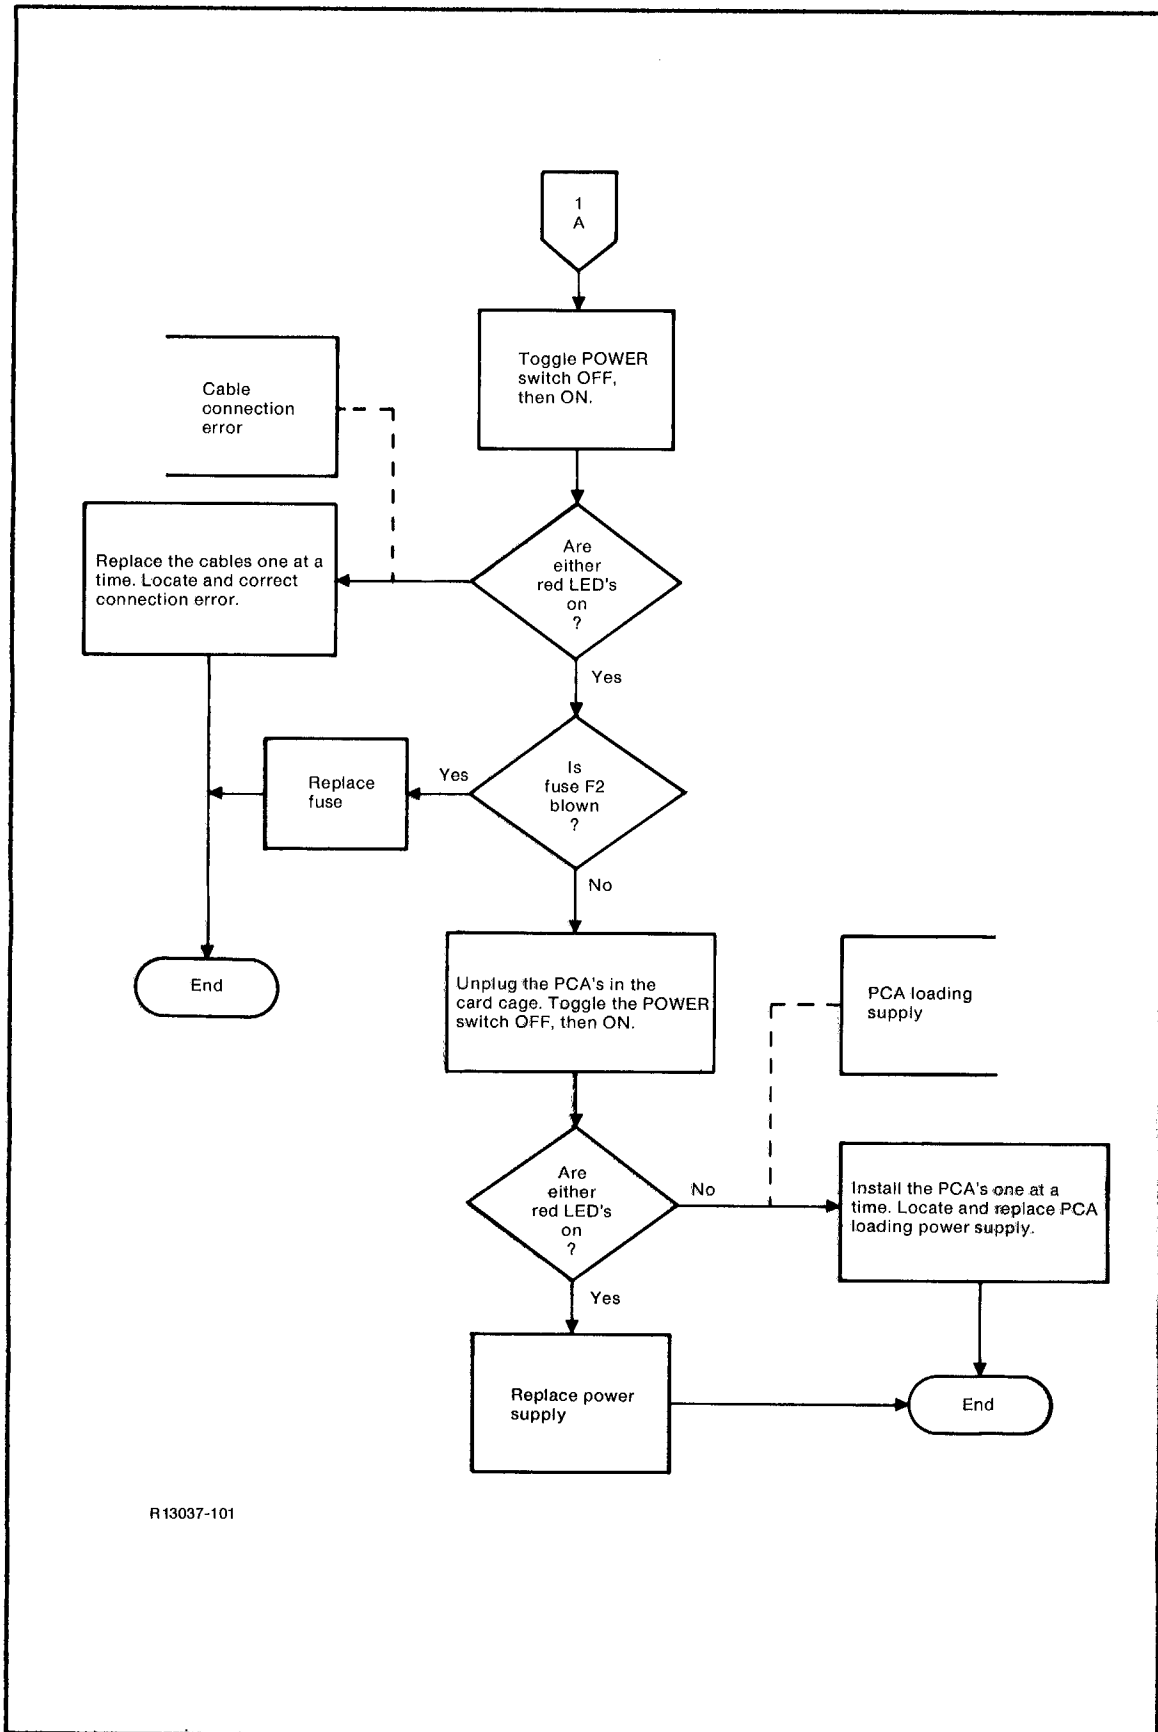 1
A
Toggle POWER
switch OFF,
then ON.
Cable
connection
error
Replace the cables one at a
time. Locate and correct
connection error.
Are
either
red LED's
on
?
Yes
Is
fuse F2
blown
?
Yes
Replace
fuse
No
End
Unplug the PCA's in the
card cage. Toggle the POWER
switch OFF, then ON.
PCA loading
supply
Are
either
red LED's
on
?
No
Install the PCA's one at a
time. Locate and replace PCA
loading power supply.
Yes
Replace power
supply
End
R13037-101